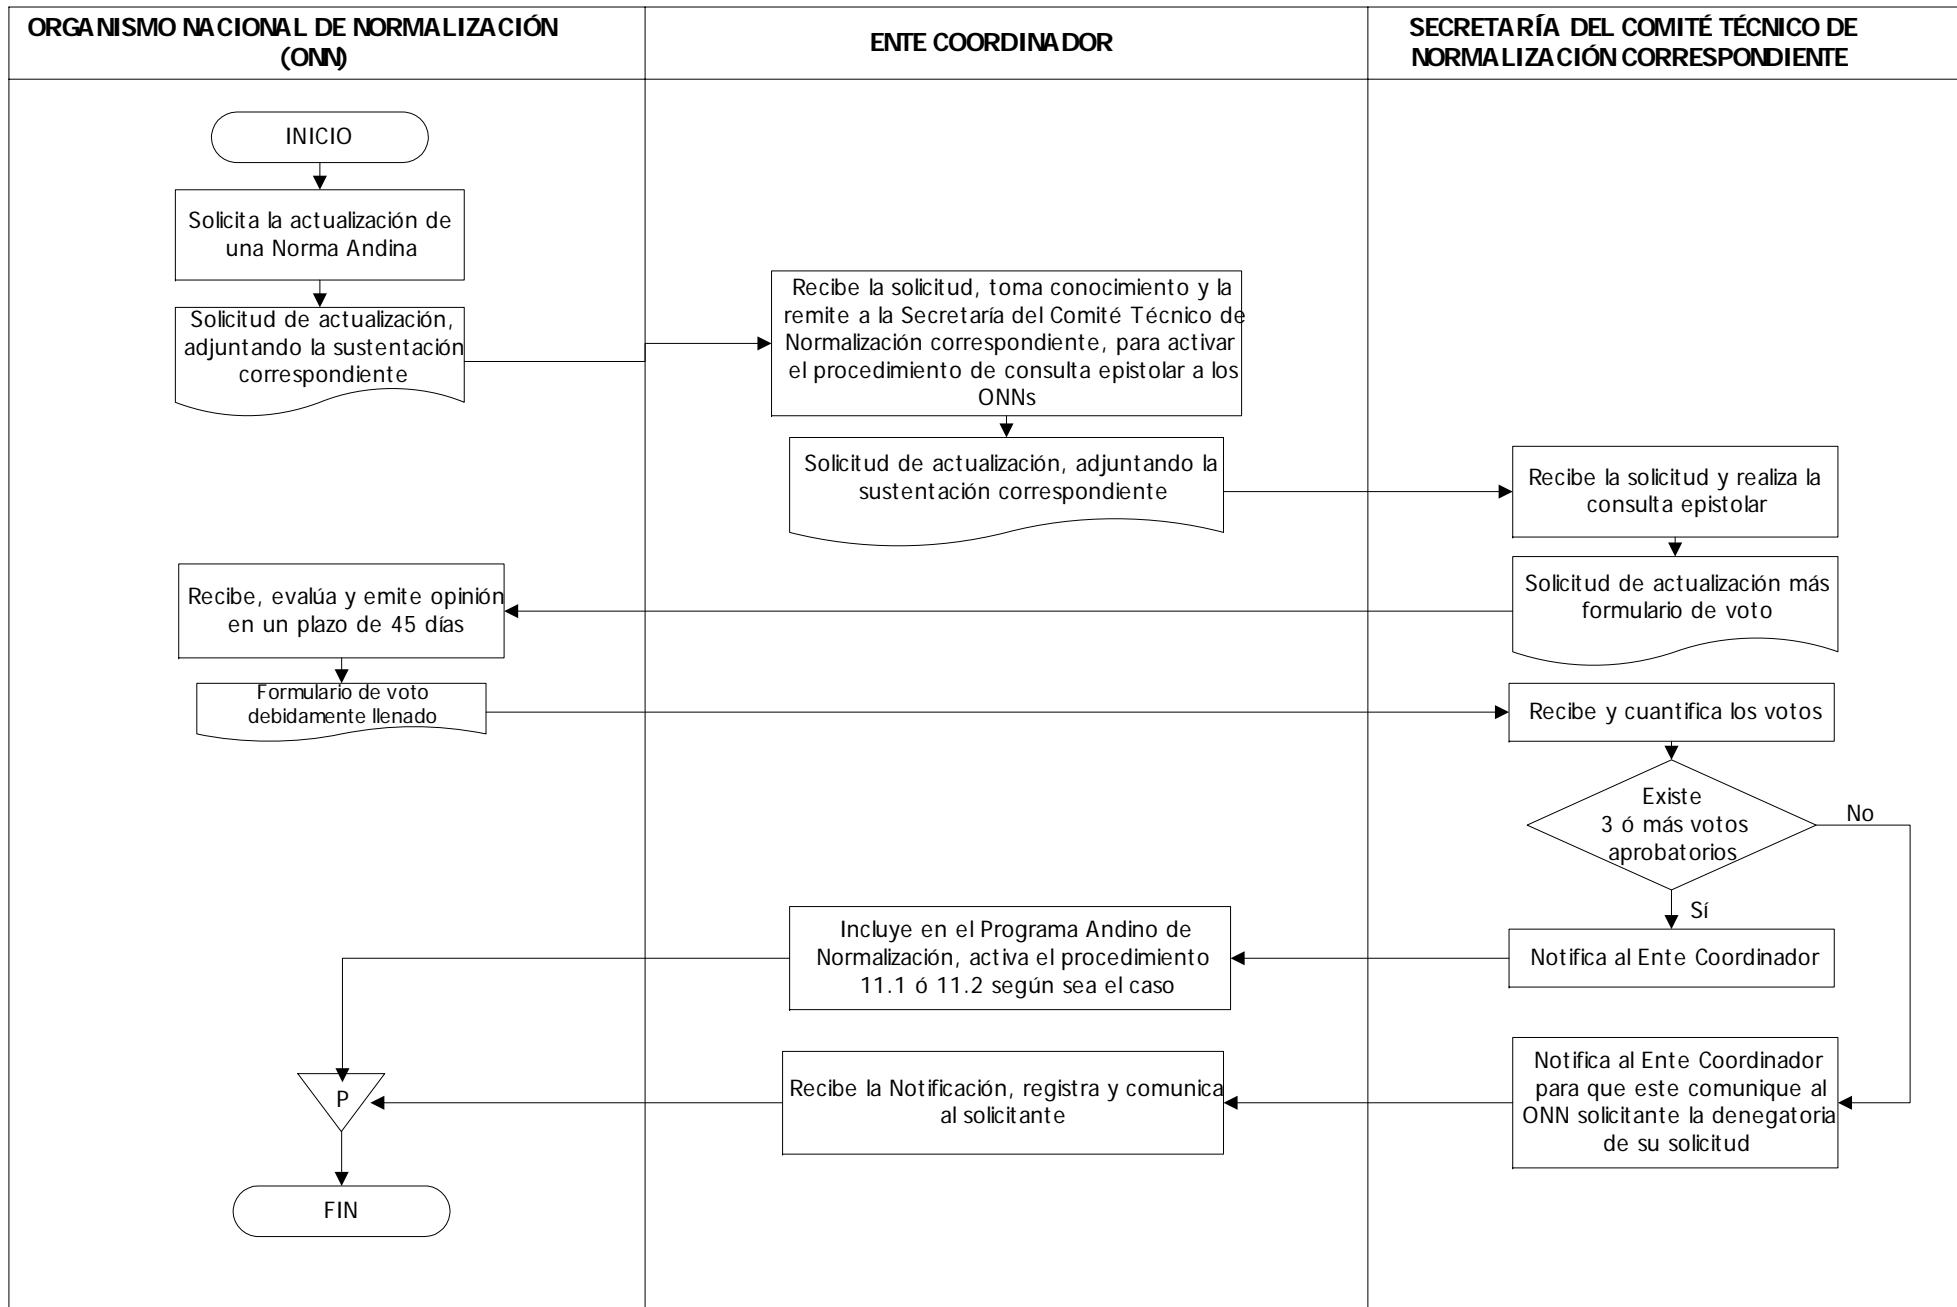 ORGANISMO NACIONAL DE NORMALIZACIÓN
(ONN)
ENTE COORDINADOR
SECRETARÍA DEL COMITÉ TÉCNICO DE
NORMALIZACIÓN CORRESPONDIENTE
INICIO
Solicita la actualización de
una Norma Andina
Solicitud de actualización,
adjuntando la sustentación
correspondiente
Recibe la solicitud, toma conocimiento y la
remite a la Secretaría del Comité Técnico de
Normalización correspondiente, para activar
el procedimiento de consulta epistolar a los
ONNs
Solicitud de actualización, adjuntando la
sustentación correspondiente
Recibe la solicitud y realiza la
consulta epistolar
Solicitud de actualización más
formulario de voto
Recibe, evalúa y emite opinión
en un plazo de 45 días
Formulario de voto
debidamente llenado
Recibe y cuantifica los votos
Existe
3 ó más votos
aprobatorios
No
Sí
Notifica al Ente Coordinador
Incluye en el Programa Andino de
Normalización, activa el procedimiento
11.1 ó 11.2 según sea el caso
Notifica al Ente Coordinador
para que este comunique al
ONN solicitante la denegatoria
de su solicitud
Recibe la Notificación, registra y comunica
al solicitante
P
FIN